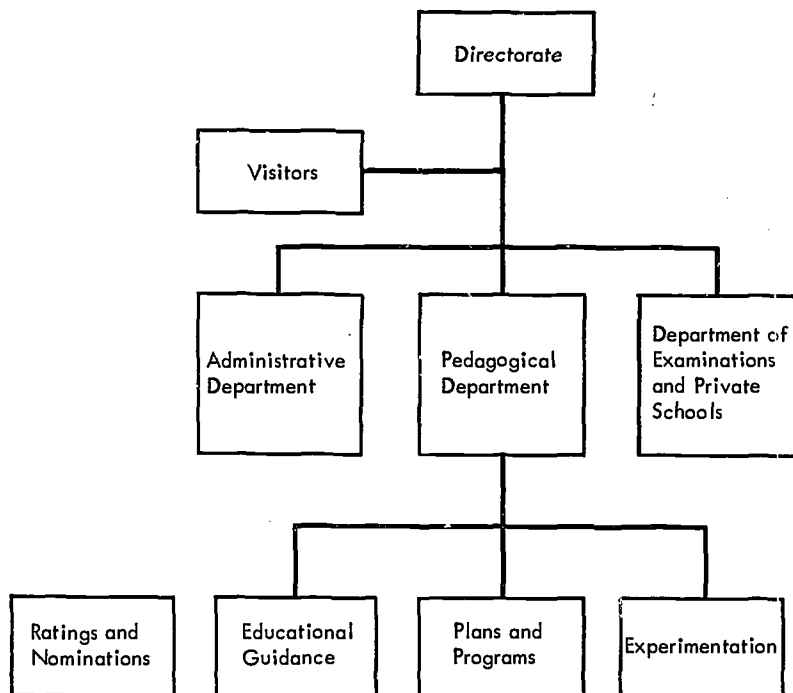 Directorate
Visitors
Administrative
Department
Pedagogical
Department
Department of
Examinations
and Private
Schools
Ratings and
Nominations
Educational
Guidance
Plans and
Programs
Experimentation